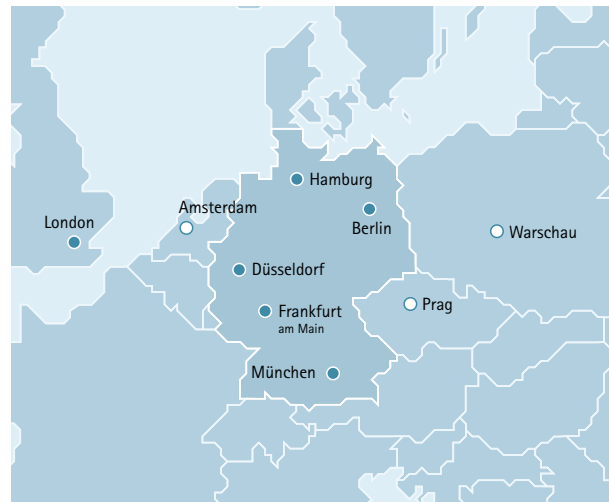 Hamburg
Amsterdam
London
Berlin
Warschau
Düsseldorf
Prag
Frankfurt
am Main
München